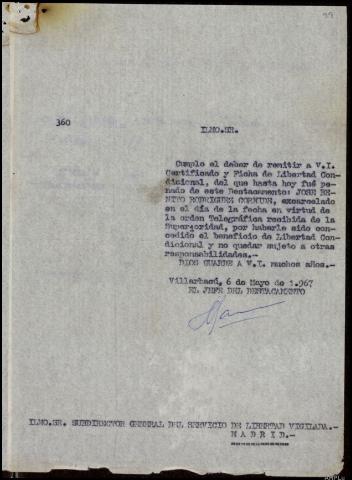 99
360
ILMO.SR.
Cumplo el deber de remitir a V.I.
Certificado y Ficha de Libertad Con-
dicional, del que hasta hoy fué pe-
nado de este Destacamento: JOSE BE-
NITO RODRIGUEZ excarcelado
en el día de la fecha en virtud de
la orden Telegráfica recibida de la
Superioridad, por haberle sido con-
cedido el beneficio de Libertad Con-
dicional y no quedar sujeto a otras
responsabilidades.-
DIOS GUARDE A V.I. muchos años.-
6 de Mayo de 1.967
EL JEFE DEL DESTACAMENTO
ILMO.SR. SUBDIRECTOR GENERAL DEL SERVICIO DE LIBERTAD VIGILADA.-
M A D R I D.-